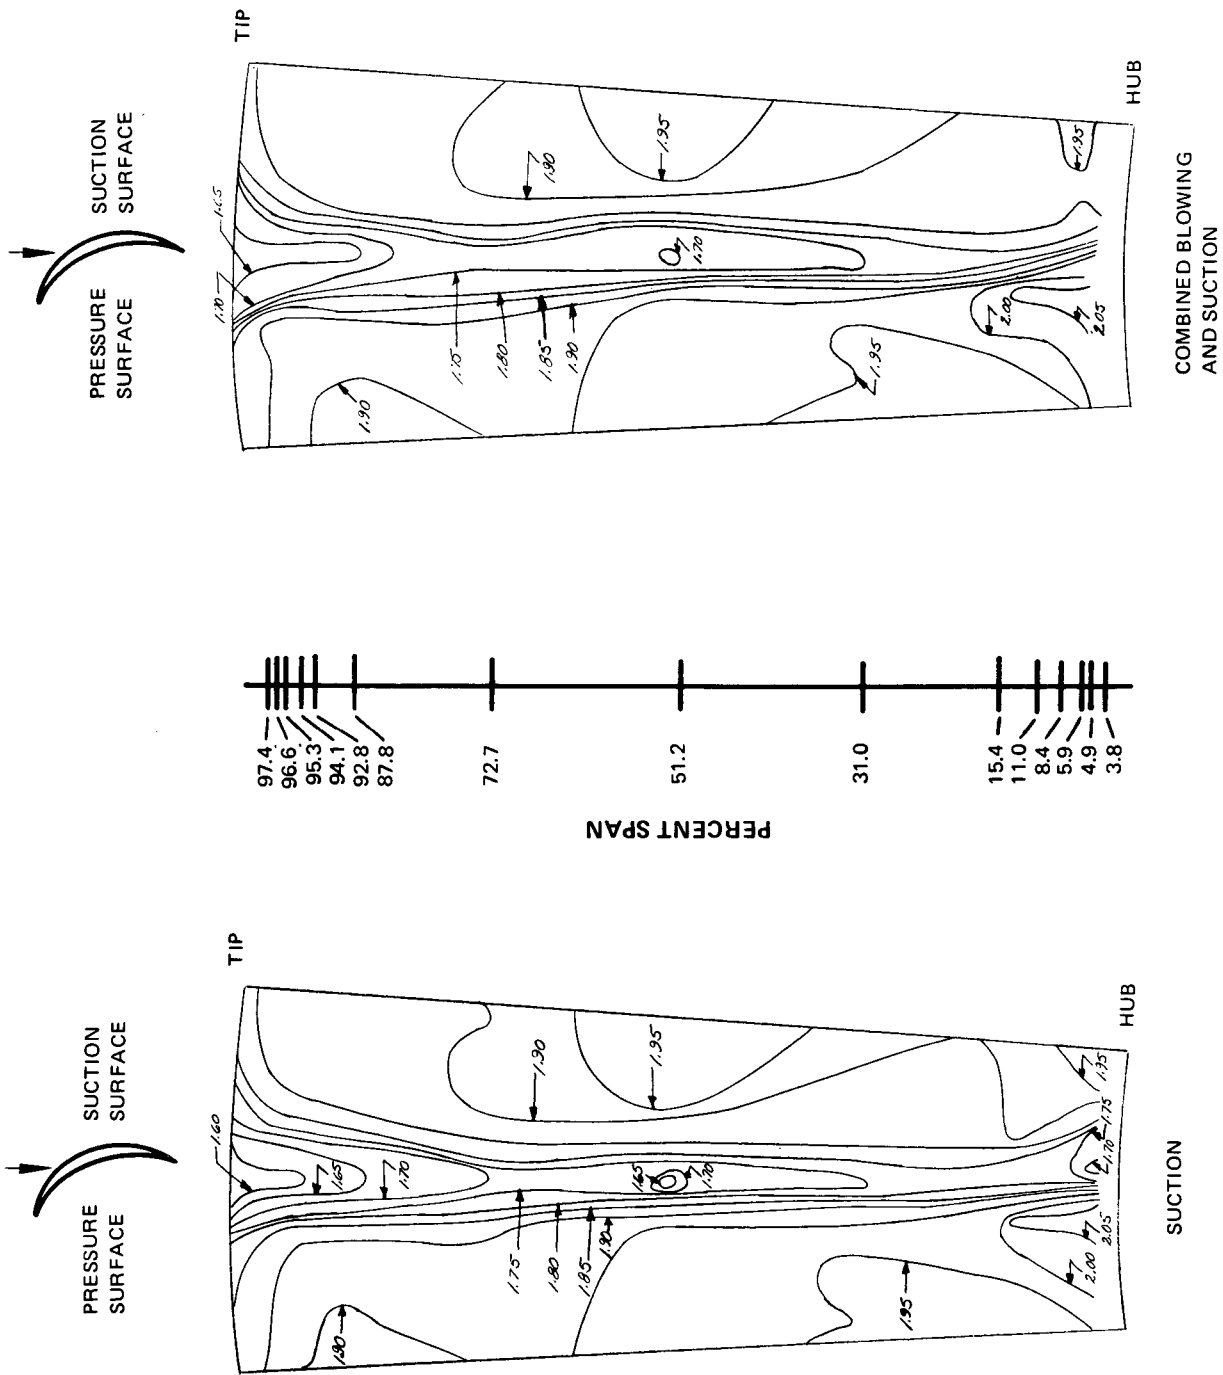 PRESSURE
SURFACE
SUCTION
SURFACE
TIP
1.70
1.65
1.90
1.95
1.90
1.75
1.80
1.85
1.90
1.70
1.95
1.95
2.00
2.05
HUB
COMBINED BLOWING
AND SUCTION
97.4
96.6
95.3
94.1
92.8
87.8
72.7
51.2
31.0
15.4
11.0
8.4
5.9
4.9
3.8
PERCENT SPAN
PRESSURE
SURFACE
SUCTION
SURFACE
TIP
1.60
1.65
1.70
1.90
1.90
1.95
1.75
1.80
1.85
1.90
1.65
1.70
1.95
1.95
1.75
1.70
2.05
2.00
HUB
SUCTION